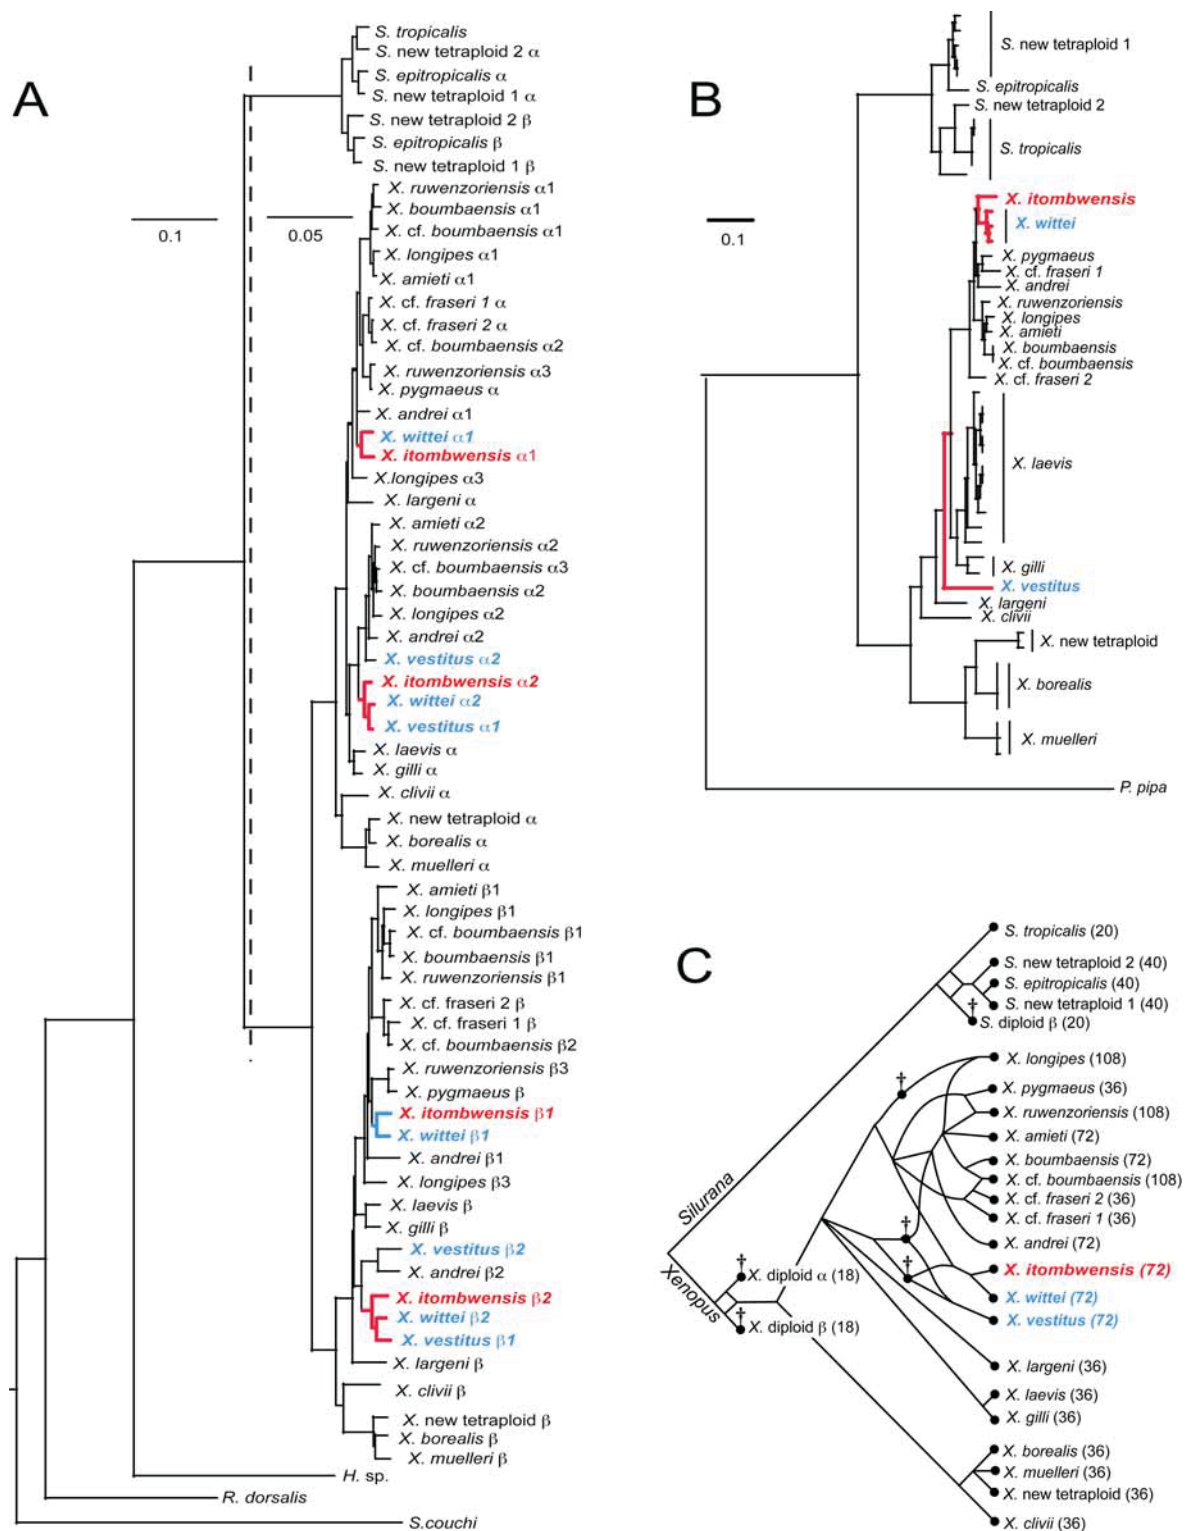 A
S. tropicalis
S. new tetraploid 2 α
S. epitropicalis α
S. new tetraploid 1 α
S. new tetraploid 2 β
S. epitropicalis β
S. new tetraploid 1 β
X. ruwenzoriensis α1
X. boumbaensis α1
X. cf. boumbaensis α1
0.1
0.05
X. longipes α1
X. amieti α1
X. cf. fraseri 1 α
X. cf. fraseri 2 α
X. cf. boumbaensis α2
X. ruwenzoriensis α3
X. pygmaeus α
X. andrei α1
X. wittei α1
X. itombwensis α1
X.longipes α3
X. largeni α
X. amieti α2
X. ruwenzoriensis α2
X. cf. boumbaensis α3
X. boumbaensis α2
X. longipes α2
X. andrei α2
X. vestitus α2
X. itombwensis α2
X. wittei α2
X. vestitus α1
X. laevis α
X. gilli α
X. clivii α
X. new tetraploid α
X. borealis α
X. muelleri α
X. amieti β1
X. longipes β1
X. cf. boumbaensis β1
X. boumbaensis β1
X. ruwenzoriensis β1
X. cf. fraseri 2 β
X. cf. fraseri 1 β
X. cf. boumbaensis β2
X. ruwenzoriensis β3
X. pygmaeus β
X. itombwensis β1
X. wittei β1
X. andrei β1
X. longipes β3
X. laevis β
X. gilli β
X. vestitus β2
X. andrei β2
X. itombwensis β2
X. wittei β2
X. vestitus β1
X. largeni β
X. clivii β
X. new tetraploid β
X. borealis β
X. muelleri β
H. sp.
R. dorsalis
S.couchi
B
S. new tetraploid 1
S. epitropicalis
S. new tetraploid 2
S. tropicalis
X. itombwensis
X. wittei
0.1
X. pygmaeus
X. cf. fraseri 1
X. andrei
X. ruwenzoriensis
X. longipes
X. amieti
X. boumbaensis
X. cf. boumbaensis
X. cf. fraseri 2
X. laevis
X. gilli
X. vestitus
X. largeni
X. clivii
X. new tetraploid
X. borealis
X. muelleri
P. pipa
C
S. tropicalis (20)
S. new tetraploid 2 (40)
S. epitropicalis (40)
S. new tetraploid 1 (40)
†
S. diploid β (20)
X. longipes (108)
†
X. pygmaeus (36)
X. ruwenzoriensis (108)
X. amieti (72)
X. boumbaensis (72)
X. cf. boumbaensis (108)
X. cf. fraseri 2 (36)
X. cf. fraseri 1 (36)
†
X. andrei (72)
Silurana
†
X. itombwensis (72)
X. wittei (72)
X. vestitus (72)
Xenopus
†
X. diploid α (18)
†
X. diploid β (18)
X. largeni (36)
X. laevis (36)
X. gilli (36)
X. borealis (36)
X. muelleri (36)
X. new tetraploid (36)
X. clivii (36)